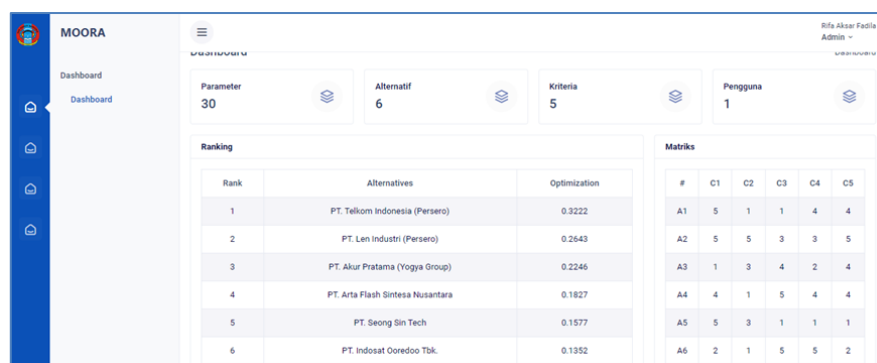 MOORA
Rifa Aksar Fadila
Admin
Dashboard
Dashboard
Dashboard
Dashboard
Parameter
30
Alternatif
6
Kriteria
5
Pengguna
1
Ranking
Rank Alternatives Optimization
1 PT. Telkom Indonesia (Persero) 0.3222
2 PT. Len Industri (Persero) 0.2643
3 PT. Akur Pratama (Yogya Group) 0.2246
4 PT. Arta Flash Sintesa Nusantara 0.1827
5 PT. Seong Sin Tech 0.1577
6 PT. Indosat Ooredoo Tbk. 0.1352
Matriks
# C1 C2 C3 C4 C5
A1 5 1 1 4 4
A2 5 5 3 3 5
A3 1 3 4 2 4
A4 4 1 5 4 4
A5 5 3 1 1 1
A6 2 1 5 5 2